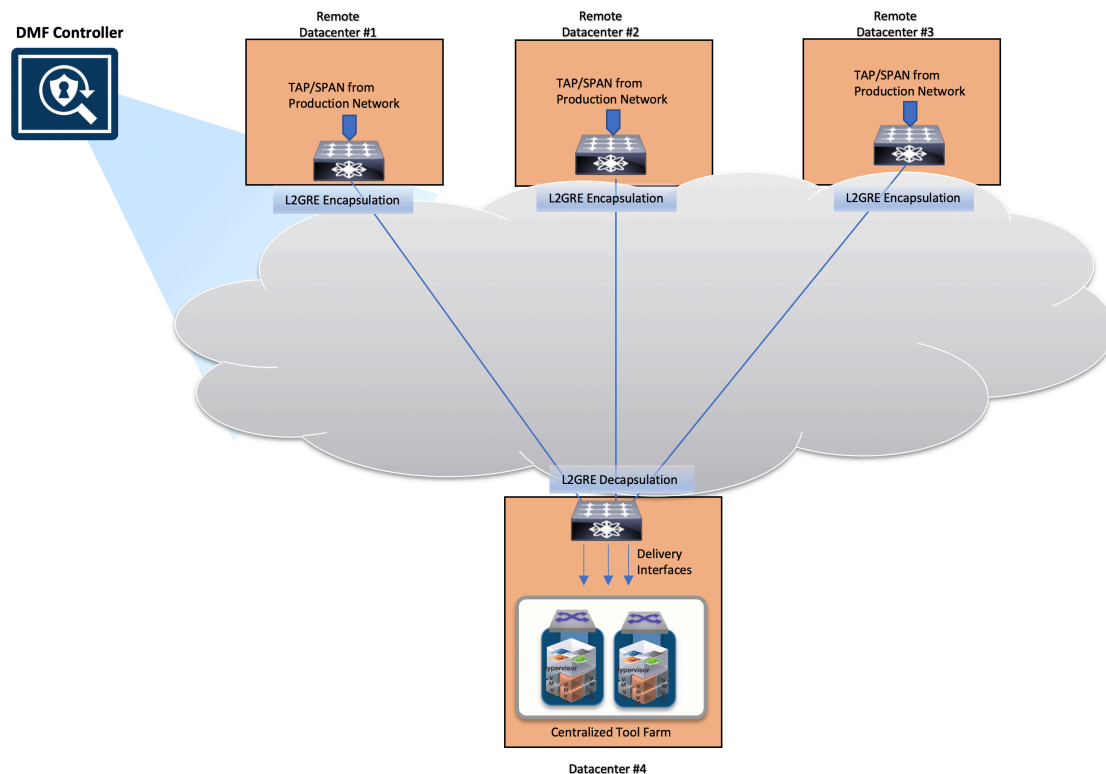 DMF Controller
Remote
Datacenter #1
Remote
Datacenter #2
Remote
Datacenter #3
TAP/SPAN from
Production Network
TAP/SPAN from
Production Network
TAP/SPAN from
Production Network
L2GRE Encapsulation
L2GRE Encapsulation
L2GRE Encapsulation
L2GRE Decapsulation
Delivery
Interfaces
ypervisor
ypervisor
V M V
V M V
Centralized Tool Farm
Datacenter #4